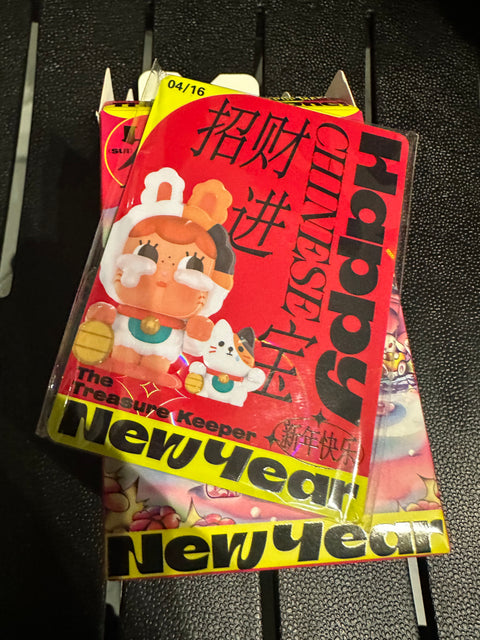 04/16
招财
进
宝
Happy
CHINESE
The
Treasure Keeper
新年快乐
New Year
New Year